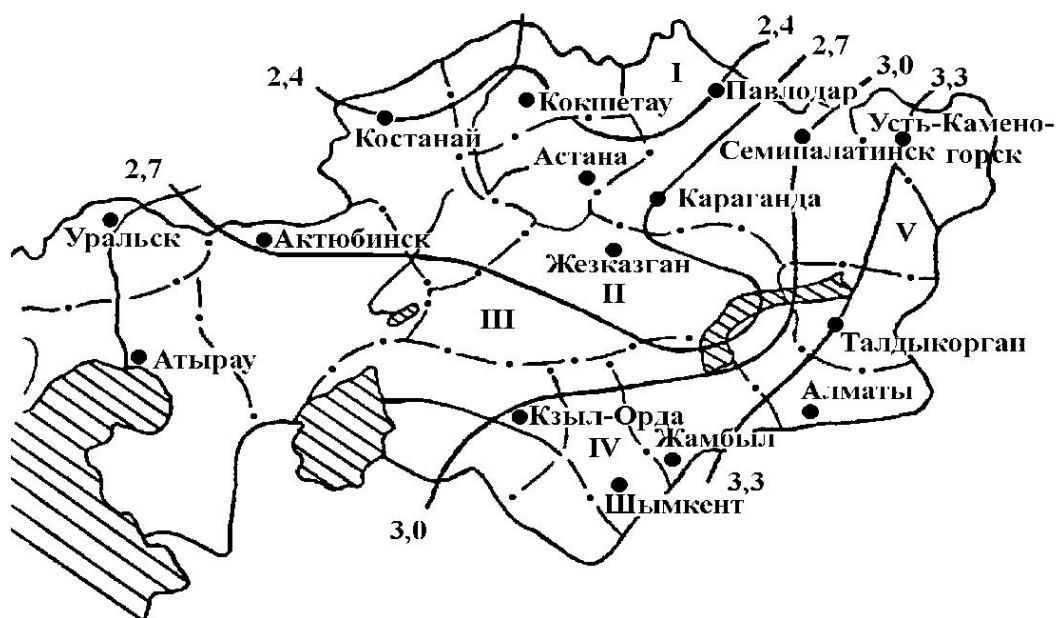 2,4
I
2,4
2,7
3,0
3,3
Кокшетау
Павлодар
Костанай
Астана
Семипалатинск
Усть-Камено-
горск
2,7
Караганда
Уральск
Актюбинск
Жезказган
V
II
III
Талдыкорган
Атырау
Алматы
Кзыл-Орда
IV
Жамбыл
3,3
Шымкент
3,0